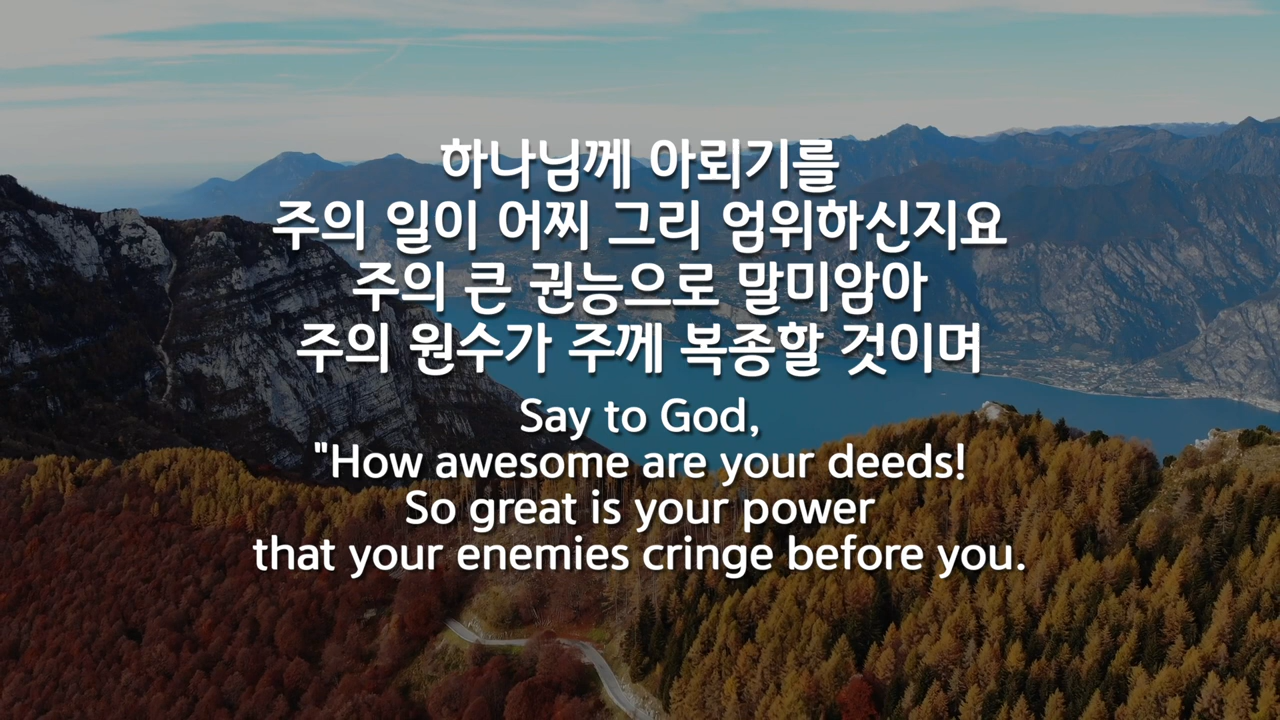 하나님께 아뢰기를
주의 일이 어찌 그리 엄위하신지요
주의 큰 권능으로 말미암아
주의 원수가 주께 복종할 것이며
Say to God,
"How awesome are your deeds!
So great is your power
that your enemies cringe before you.